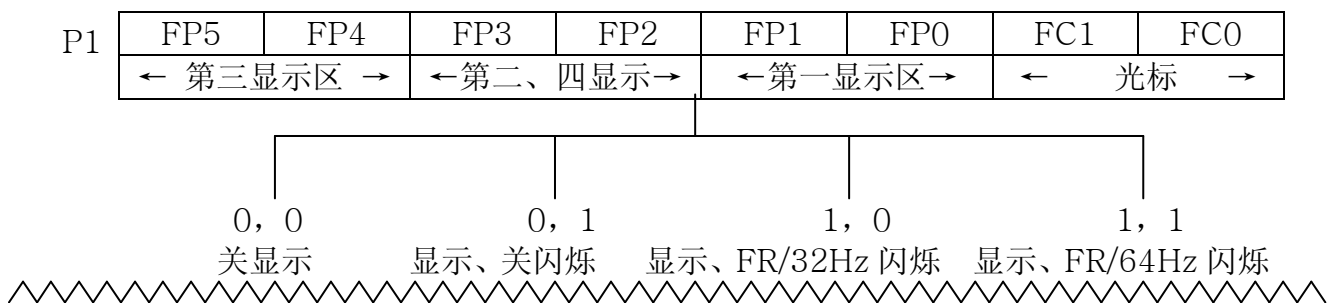 P1 FP5 FP4 FP3 FP2 FP1 FP0 FC1 FC0
← 第三显示区 → ←第二、四显示→ ←第一显示区→ ← 光标 →
0，0 0，1 1，0 1，1
关显示 显示、关闪烁 显示、FR/32Hz 闪烁 显示、FR/64Hz 闪烁